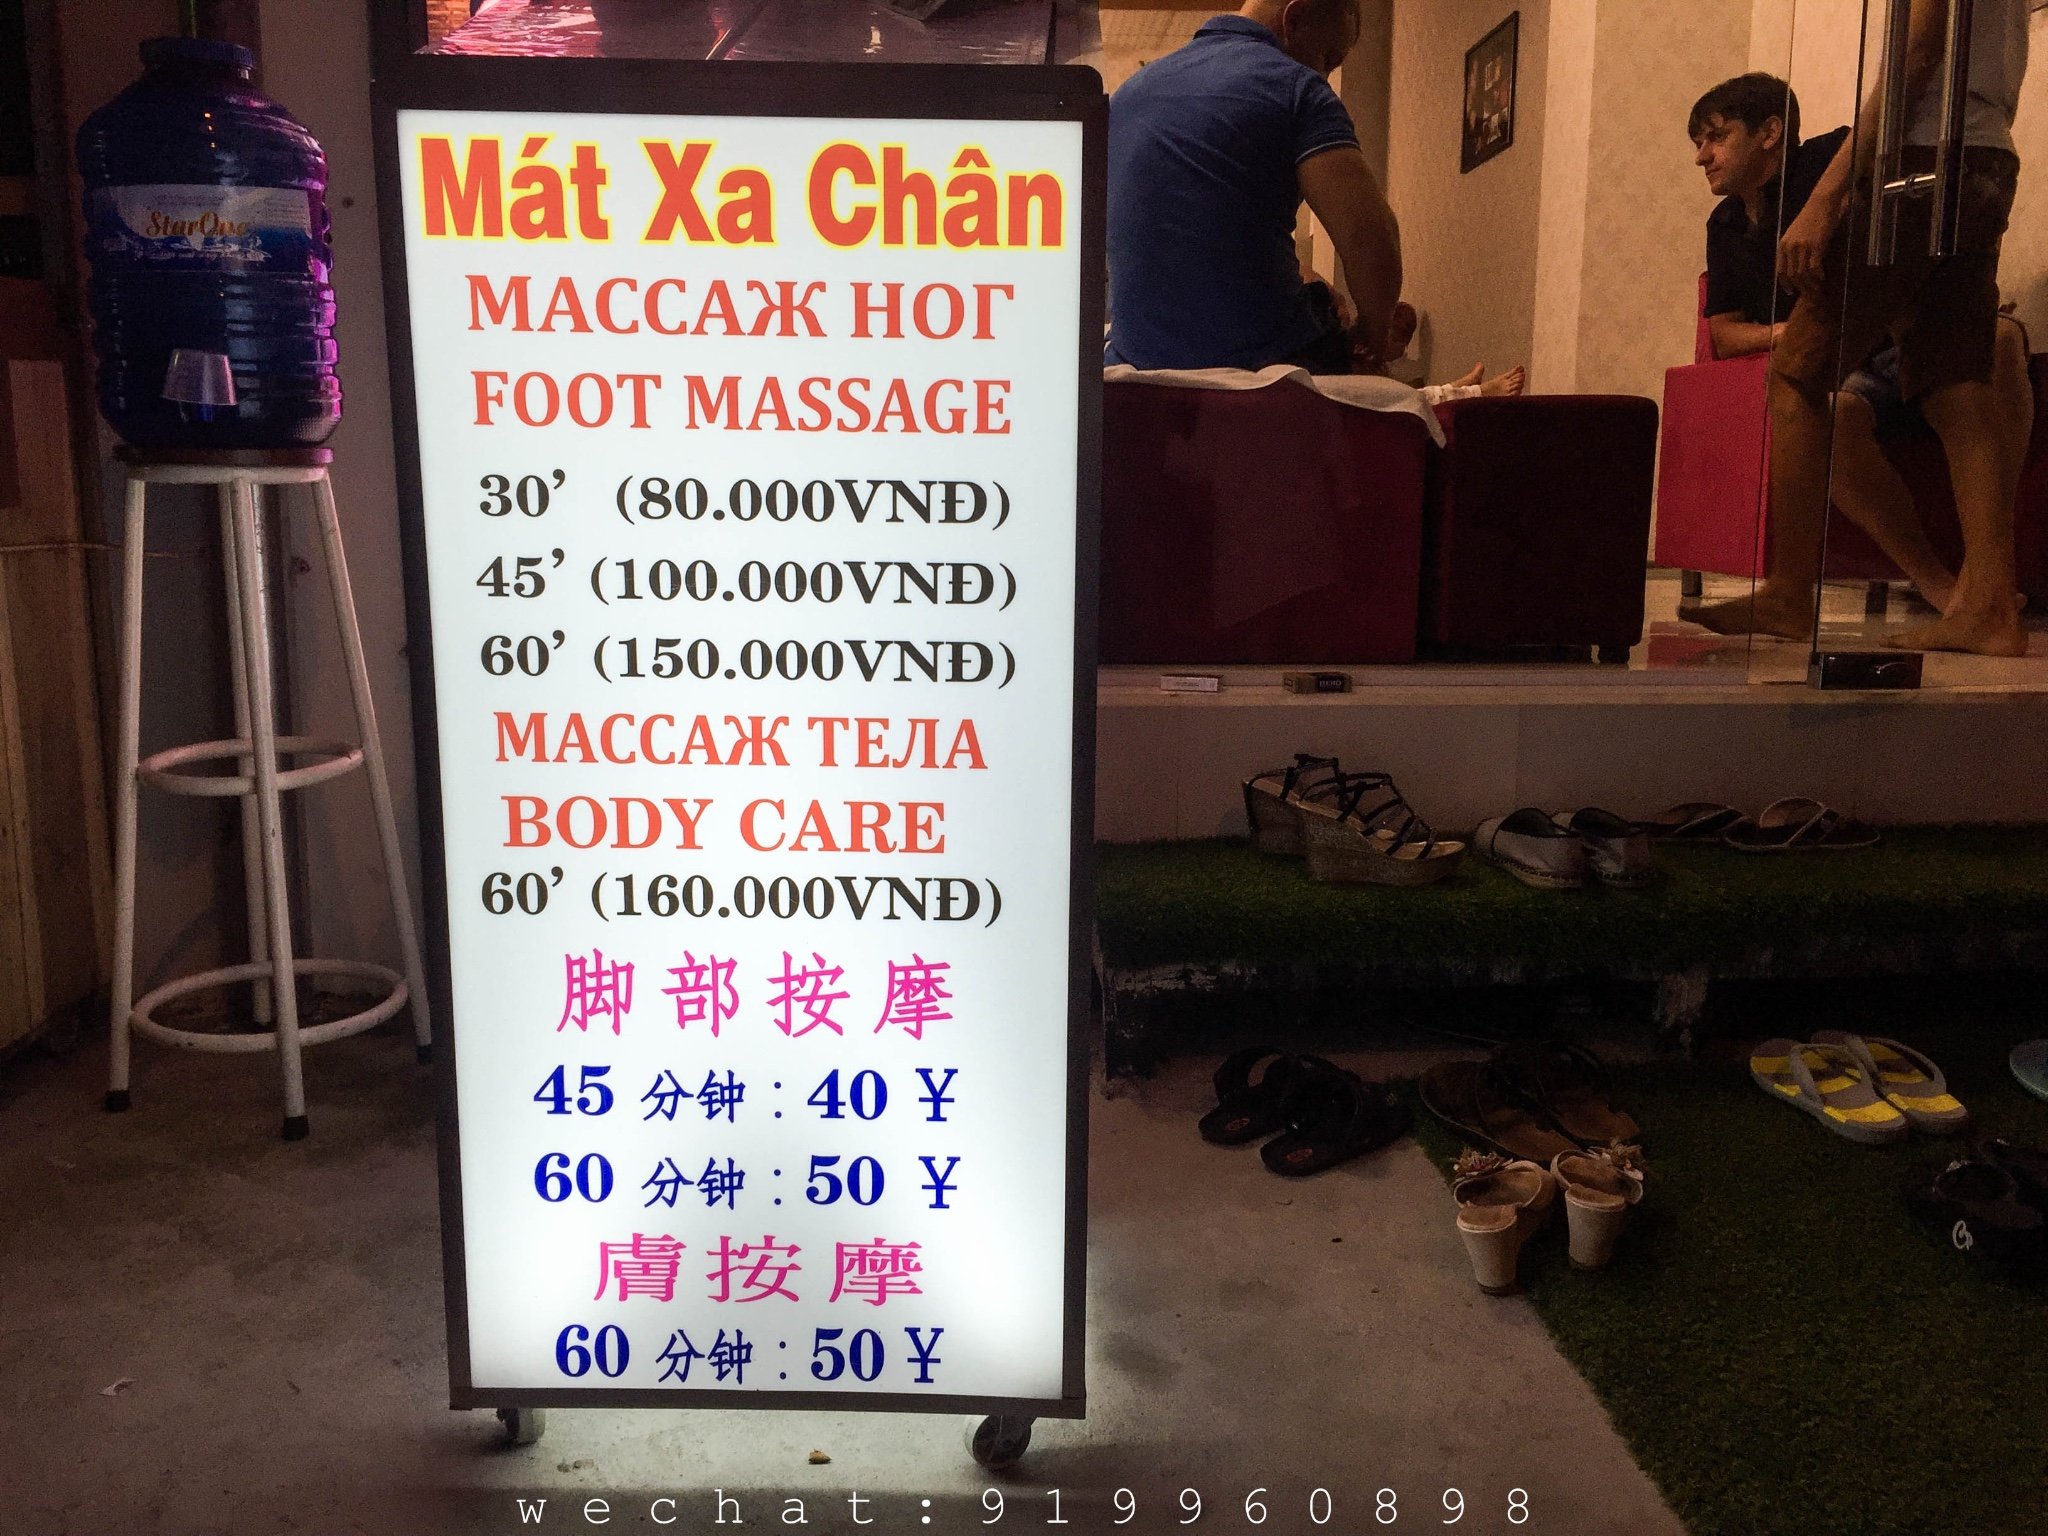 StarOne
Mát Xa Chân
МАССАЖ НОГ
FOOT MASSAGE
30’ (80.000VNĐ)
45’ (100.000VNĐ)
60’ (150.000VNĐ)
МАССАЖ ТЕЛА
BODY CARE
60’ (160.000VNĐ)
脚部按摩
45 分钟 : 40 ¥
60 分钟 : 50 ¥
膚按摩
60 分钟 : 50 ¥
wechat:919960898